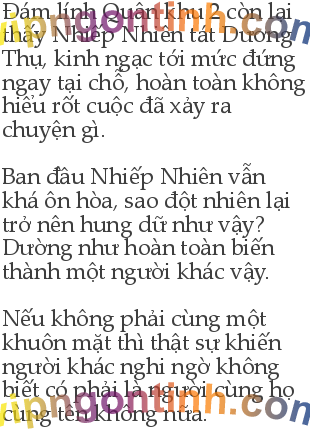 Đám lính Quân khu 2 còn lại
thấy Nhiếp Nhiên tát Dương
Thụ, kinh ngạc tới mức đứng
ngay tại chỗ, hoàn toàn không
hiểu rốt cuộc đã xảy ra
chuyện gì.
Ban đầu Nhiếp Nhiên vẫn
khá ôn hòa, sao đột nhiên lại
trở nên hung dữ như vậy?
Dường như hoàn toàn biến
thành một người khác vậy.
Nếu không phải cùng một
khuôn mặt thì thật sự khiến
người khác nghi ngờ không
biết có phải là người cùng họ
cùng tên không nữa.
vipngontinh.com
vipngontinh.com